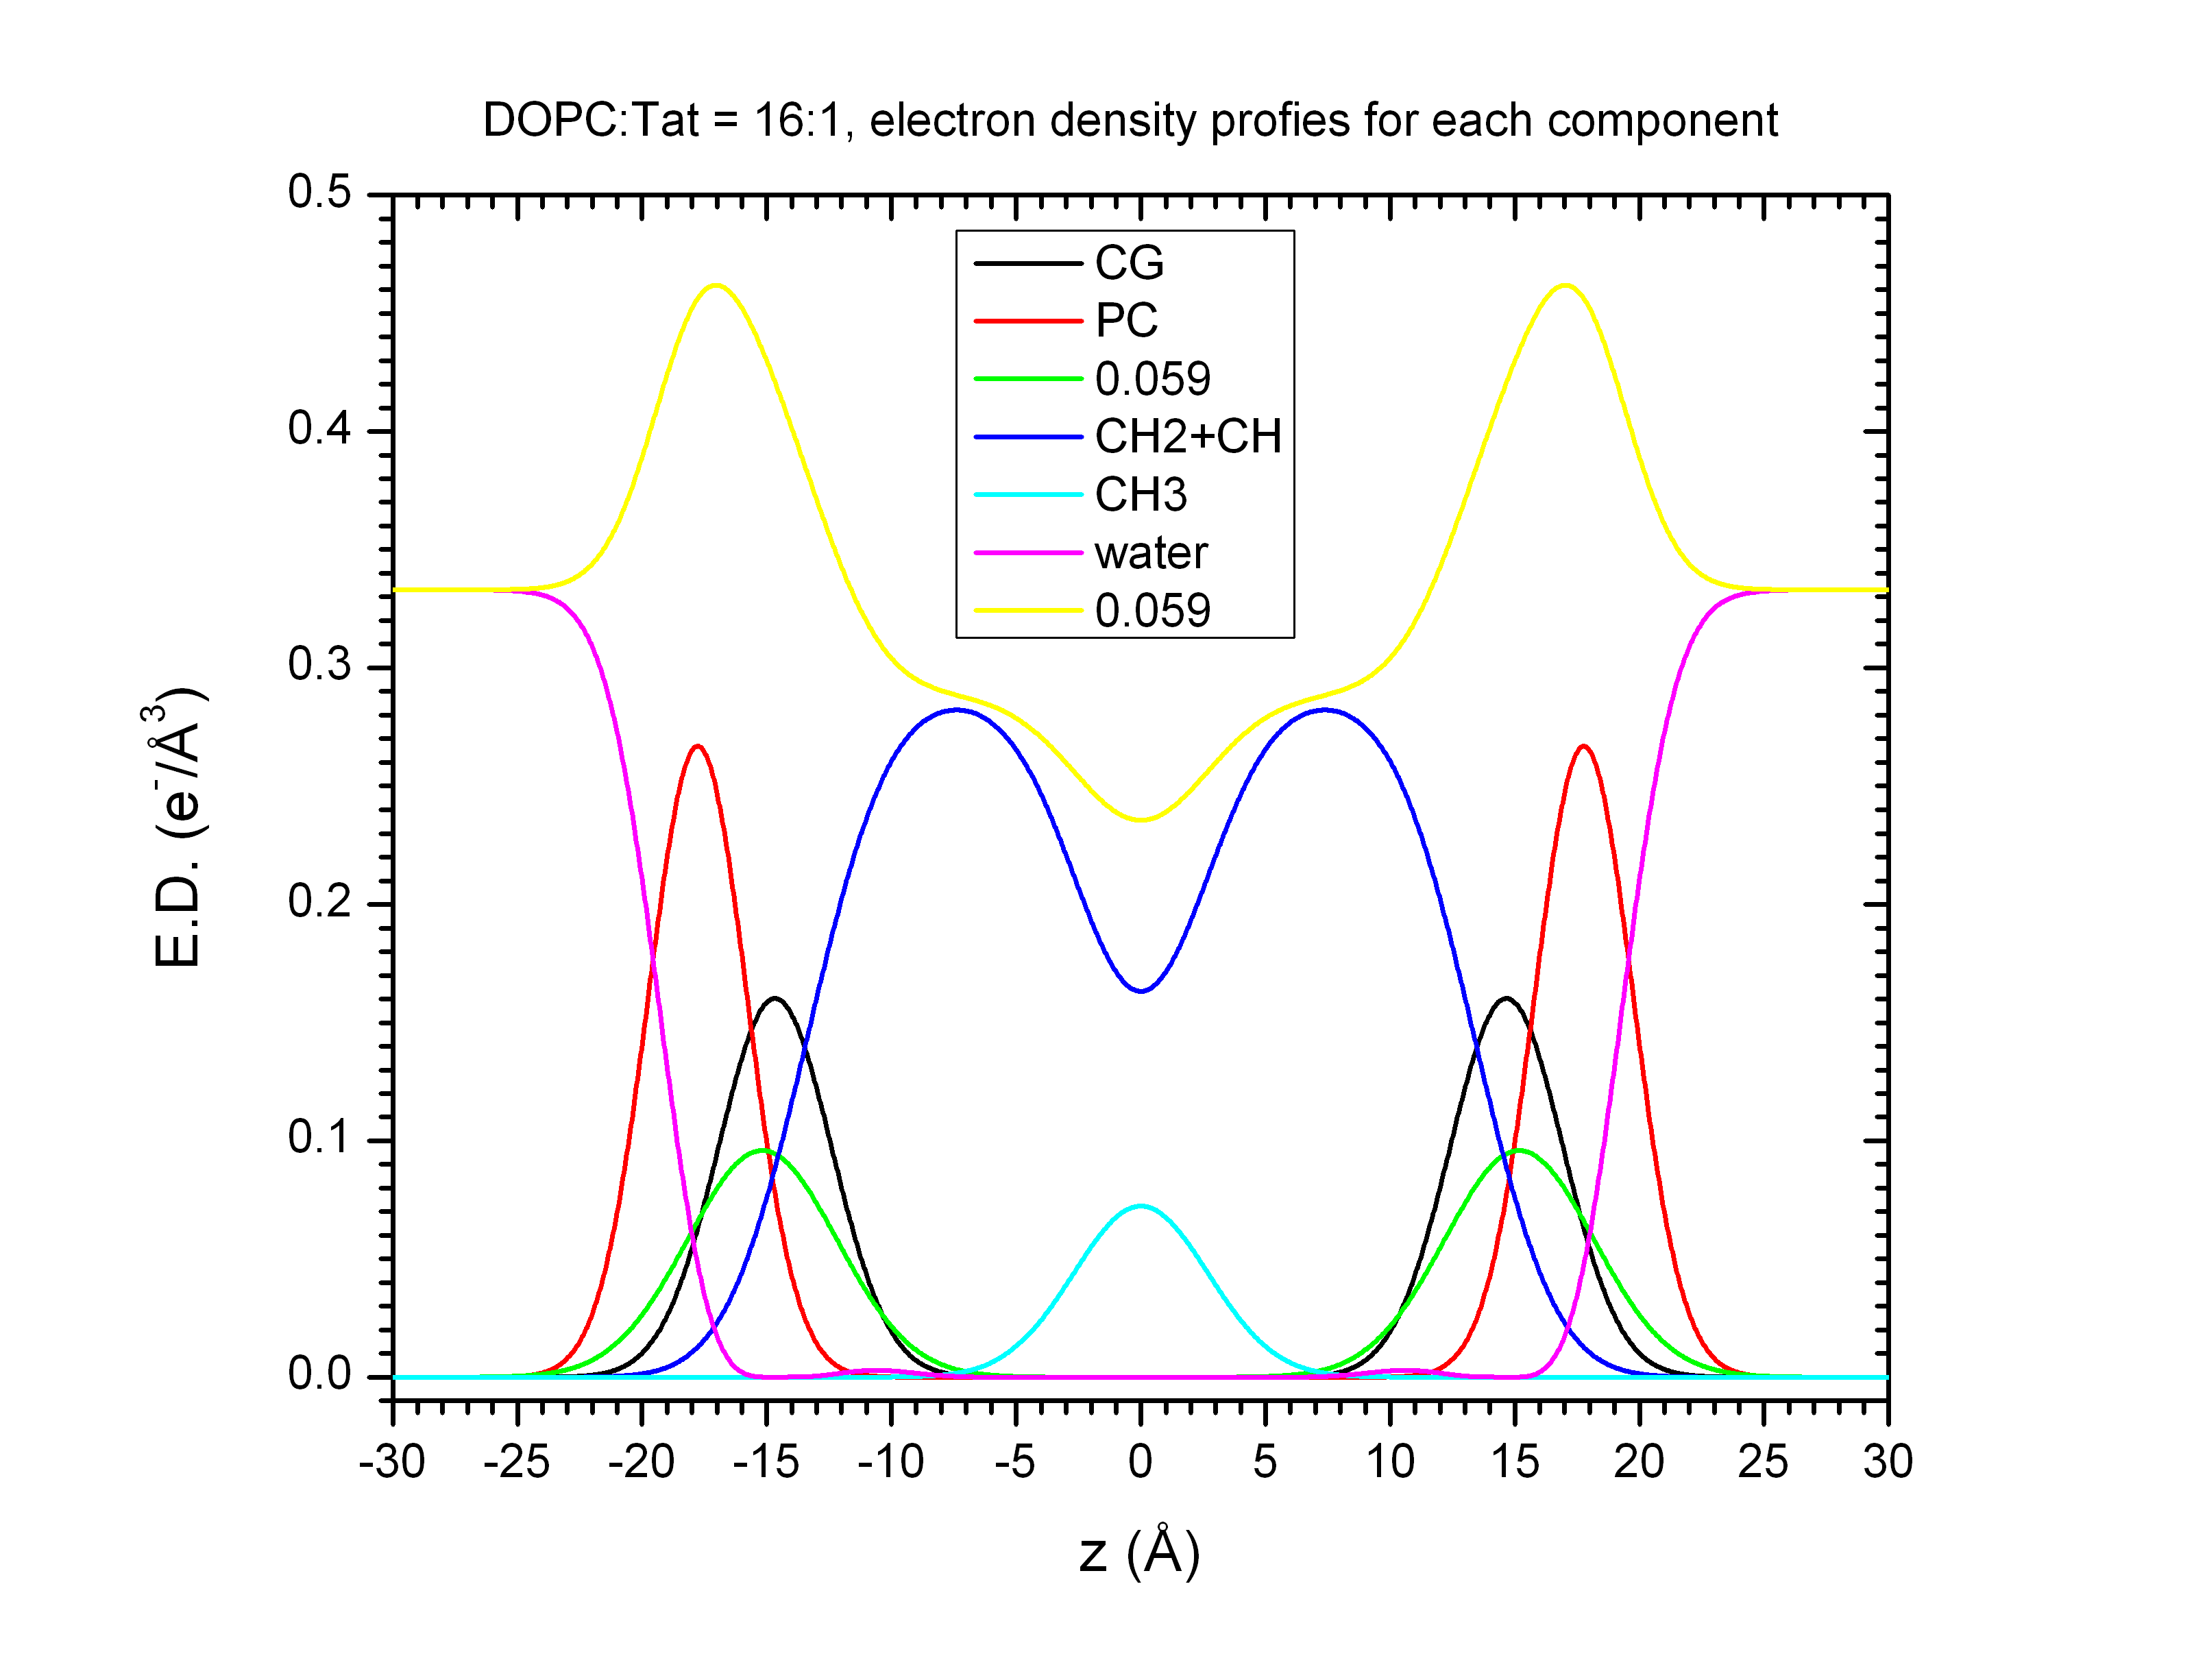 DOPC:Tat = 16:1, electron density profies for each component
0.5
0.4
0.3
0.2
0.1
0.0
E.D. (e⁻/Å³)
CG
PC
0.059
CH2+CH
CH3
water
0.059
-30 -25 -20 -15 -10 -5 0 5 10 15 20 25 30
z (Å)